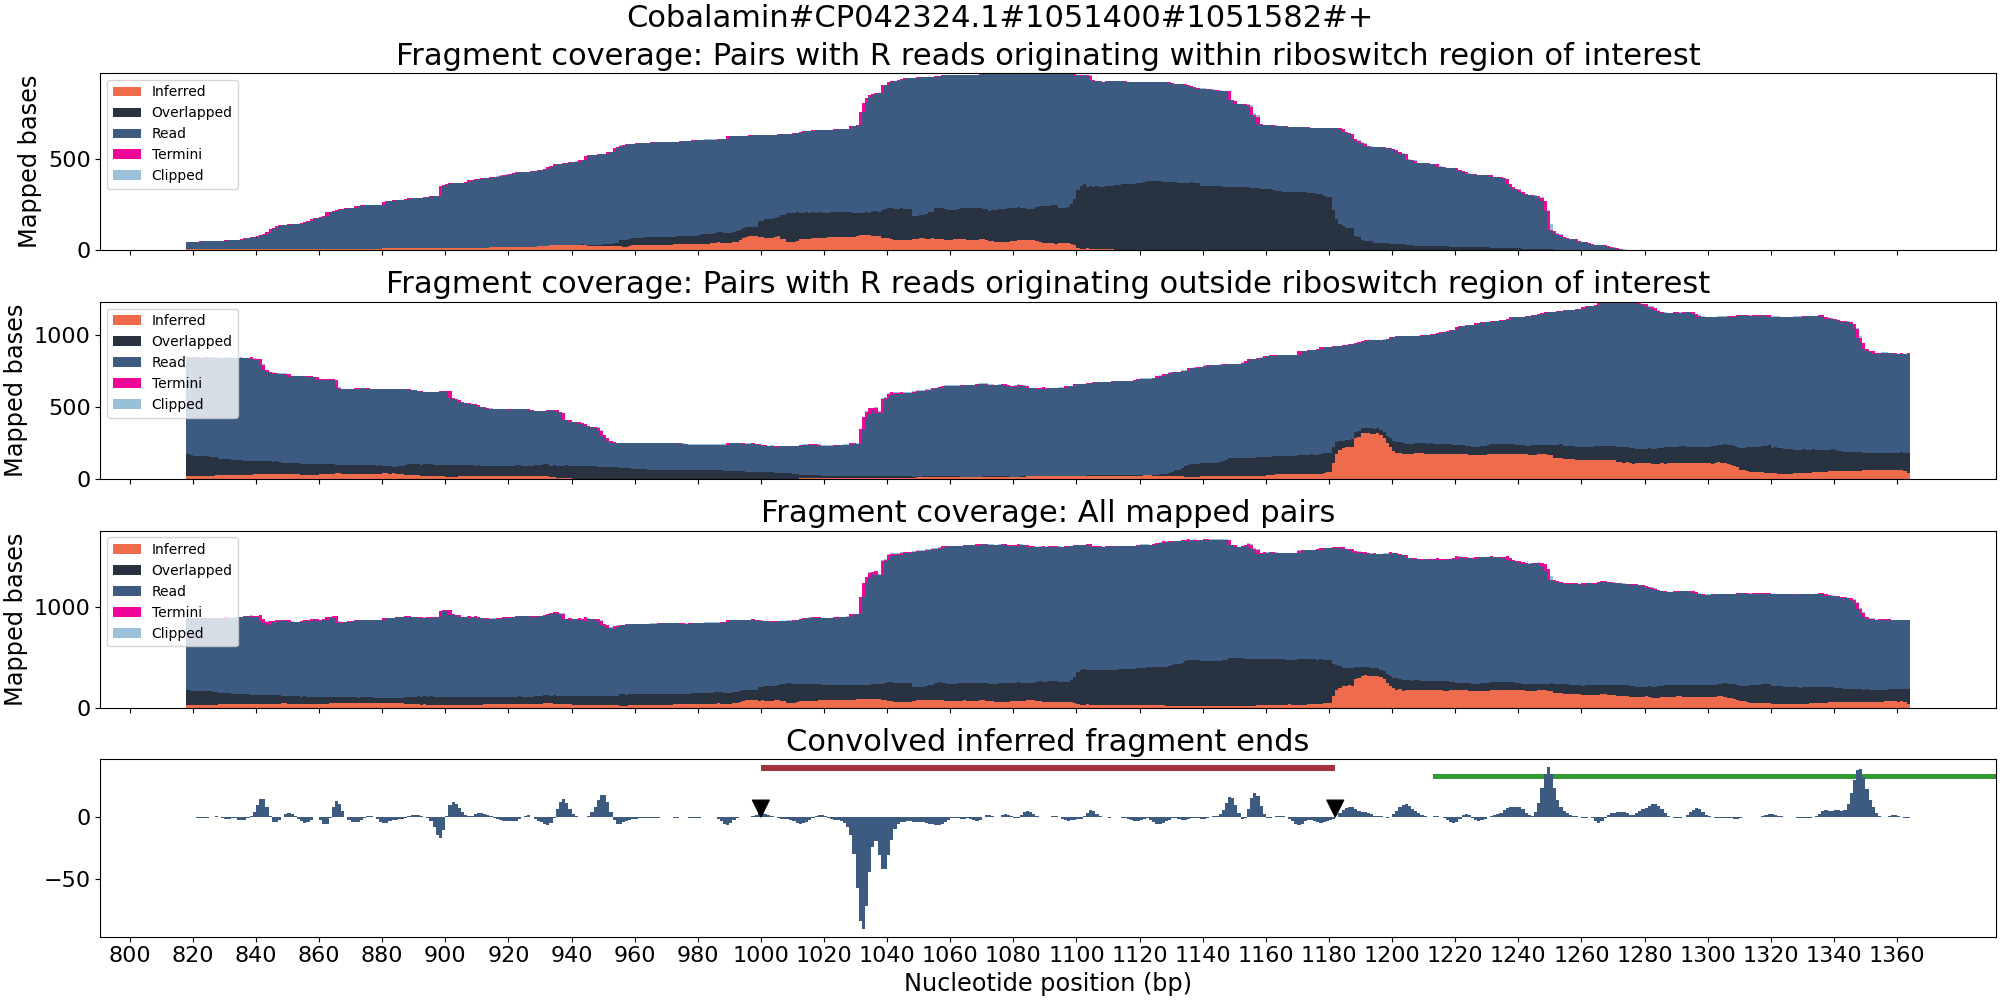 Cobalamin#CP042324.1#1051400#1051582#+
Fragment coverage: Pairs with R reads originating within riboswitch region of interest
Mapped bases
500
0
Inferred
Overlapped
Read
Termini
Clipped
Fragment coverage: Pairs with R reads originating outside riboswitch region of interest
Mapped bases
1000
500
0
Inferred
Overlapped
Read
Termini
Clipped
Fragment coverage: All mapped pairs
Mapped bases
1000
0
Inferred
Overlapped
Read
Termini
Clipped
Convolved inferred fragment ends
0
−50
800 820 840 860 880 900 920 940 960 980 1000 1020 1040 1060 1080 1100 1120 1140 1160 1180 1200 1220 1240 1260 1280 1300 1320 1340 1360
Nucleotide position (bp)